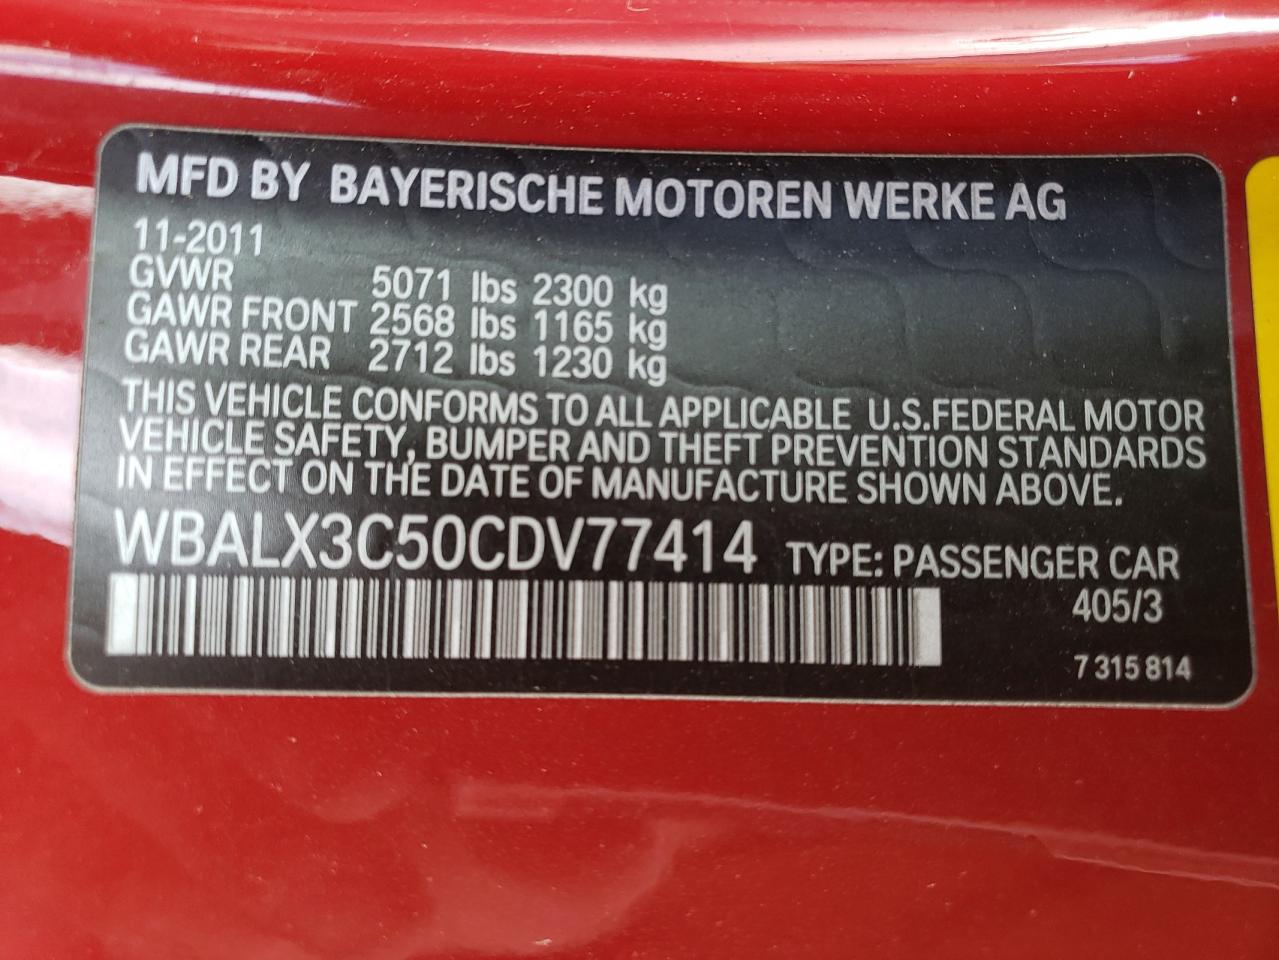 MFD BY BAYERISCHE MOTOREN WERKE AG
11-2011
GVWR 5071 lbs 2300 kg
GAWR FRONT 2568 lbs 1165 kg
GAWR REAR 2712 lbs 1230 kg
THIS VEHICLE CONFORMS TO ALL APPLICABLE U.S.FEDERAL MOTOR
VEHICLE SAFETY, BUMPER AND THEFT PREVENTION STANDARDS
IN EFFECT ON THE DATE OF MANUFACTURE SHOWN ABOVE.
WBALX3C50CDV77414 TYPE: PASSENGER CAR
405/3
7 315 814